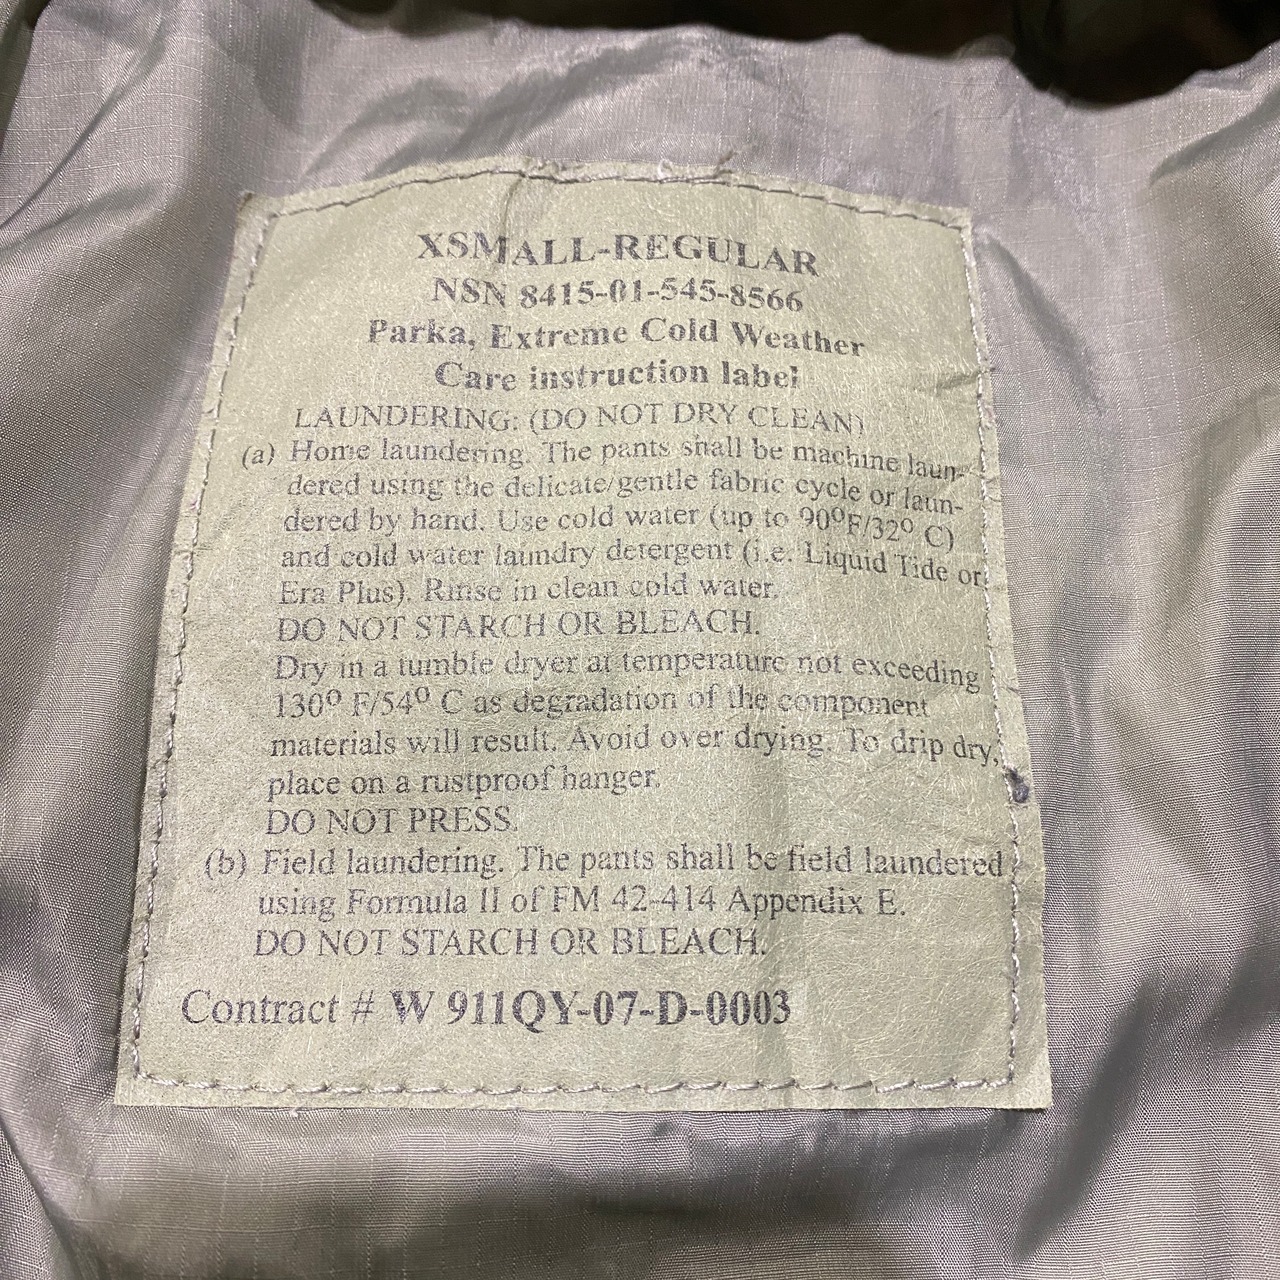 XSMALL-REGULAR
NSN 8415-01-545-8566
Parka, Extreme Cold Weather
Care instruction label
LAUNDERING: (DO NOT DRY CLEAN)
(a) Home laundering. The pants shall be machine laun-
dered using the delicate/gentle fabric cycle or laun-
dered by hand. Use cold water (up to 90ºF/32º C)
and cold water laundry detergent (i.e. Liquid Tide or
Era Plus). Rinse in clean cold water.
DO NOT STARCH OR BLEACH.
Dry in a tumble dryer at temperature not exceeding
130º F/54º C as degradation of the component
materials will result. Avoid over drying. To drip dry,
place on a rustproof hanger.
DO NOT PRESS.
(b) Field laundering. The pants shall be field laundered
using Formula II of FM 42-414 Appendix E.
DO NOT STARCH OR BLEACH.
Contract # W 911QY-07-D-0003